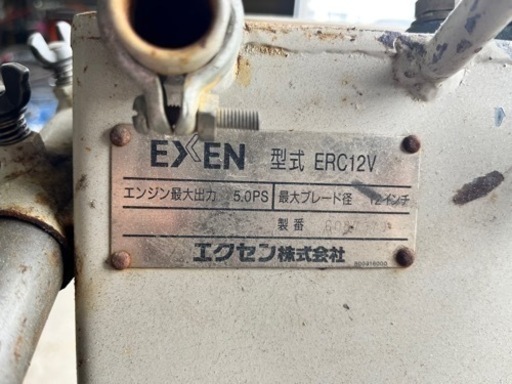 EXEN 型式 ERC12V
エンジン最大出力 5.0PS 最大ブレード径 12インチ
製番
エクセン株式会社